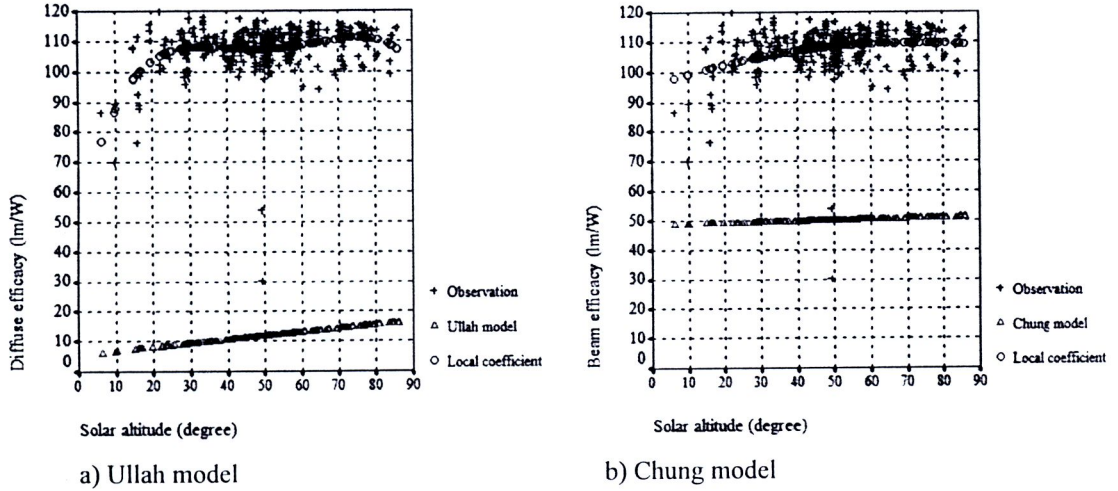 120
110
100
90
80
70
60
50
40
30
20
10
0
Diffuse efficacy (lm/W)
0 10 20 30 40 50 60 70 80 90
Solar altitude (degree)
+ Observation
△ Ullah model
○ Local coefficient
a) Ullah model
120
110
100
90
80
70
60
50
40
30
20
10
0
Beam efficacy (lm/W)
0 10 20 30 40 50 60 70 80 90
Solar altitude (degree)
+ Observation
△ Chung model
○ Local coefficient
b) Chung model